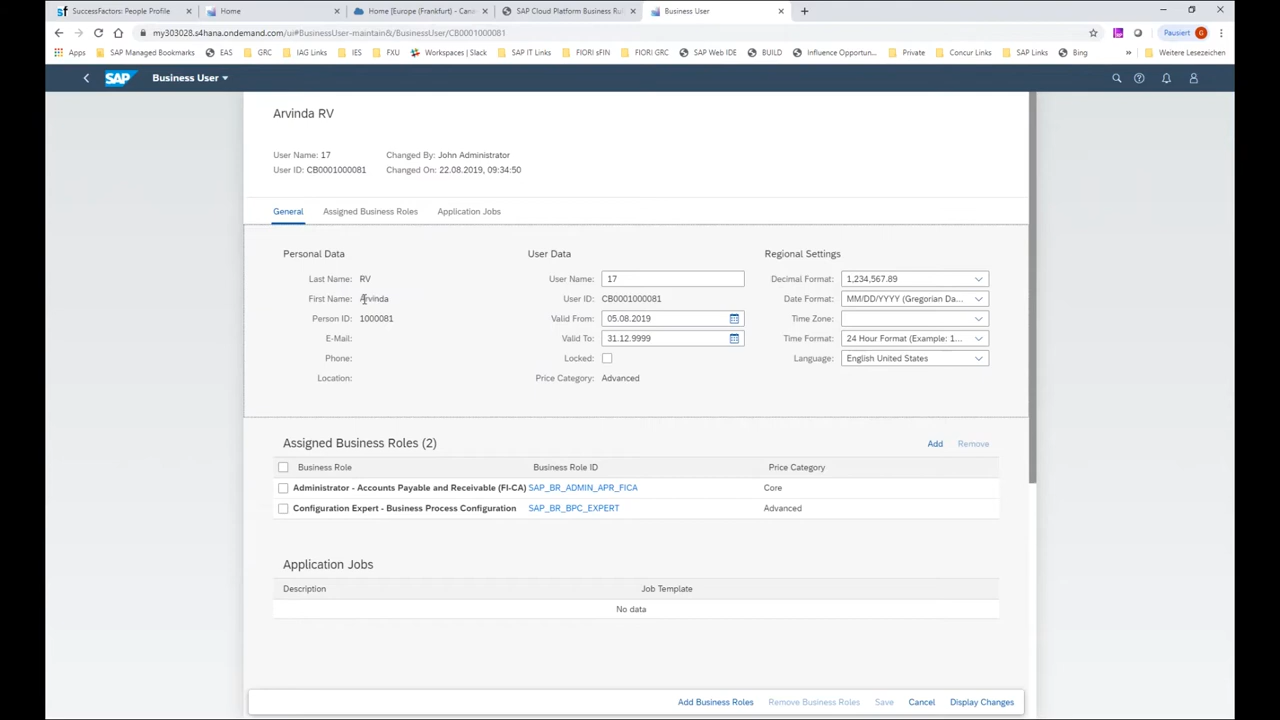 SuccessFactors: People Profile
Home
Home [Europe (Frankfurt) - Can
SAP Cloud Platform Business Ru
Business User
my303028.s4hana.ondemand.com/ui#BusinessUser-maintain&/BusinessUser/CB0001000081
Pausiert
G
Apps
SAP Managed Bookmarks
EAS
GRC
IAG Links
IES
FXU
Workspaces | Slack
SAP IT Links
FIORI sFIN
FIORI GRC
SAP Web IDE
BUILD
Influence Opportun...
Private
Concur Links
SAP Links
Bing
»
Weitere Lesezeichen
SAP
Business User
Arvinda RV
User Name: 17
Changed By: John Administrator
User ID: CB0001000081
Changed On: 22.08.2019, 09:34:50
General
Assigned Business Roles
Application Jobs
Personal Data
User Data
Regional Settings
Last Name: RV
User Name: 17
Decimal Format: 1,234,567.89
First Name: Arvinda
User ID: CB0001000081
Date Format: MM/DD/YYYY (Gregorian Da...
Person ID: 1000081
Valid From: 05.08.2019
Time Zone:
E-Mail:
Valid To: 31.12.9999
Time Format: 24 Hour Format (Example: 1...
Phone:
Locked:
Language: English United States
Location:
Price Category: Advanced
Assigned Business Roles (2)
Add
Remove
Business Role
Business Role ID
Price Category
Administrator - Accounts Payable and Receivable (FI-CA)
SAP_BR_ADMIN_APR_FICA
Core
Configuration Expert - Business Process Configuration
SAP_BR_BPC_EXPERT
Advanced
Application Jobs
Description
Job Template
No data
Add Business Roles
Remove Business Roles
Save
Cancel
Display Changes